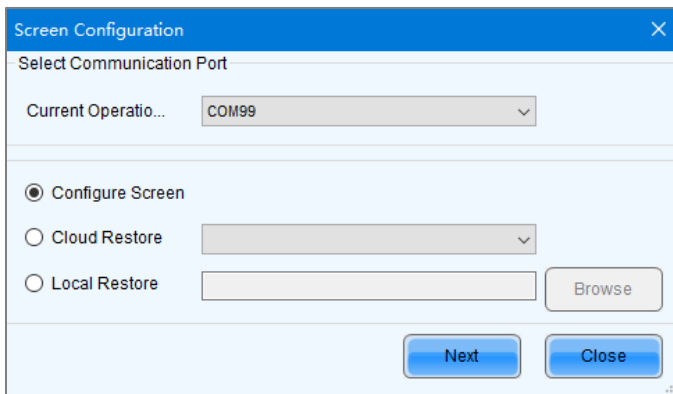 Screen Configuration
Select Communication Port
Current Operatio... COM99
Configure Screen
Cloud Restore
Local Restore Browse
Next Close